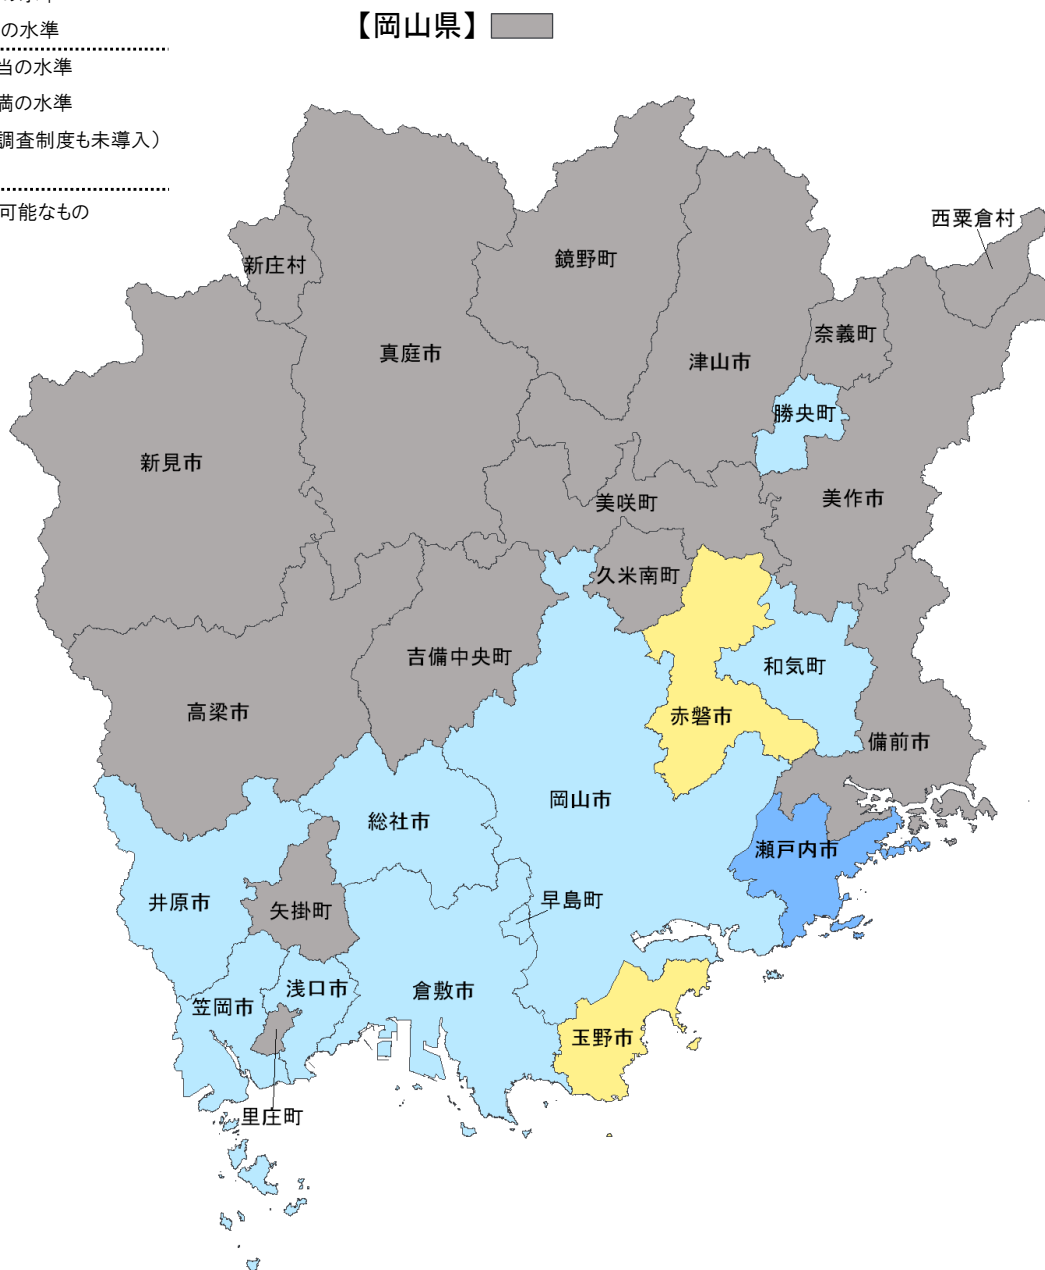 の水準
【岡山県】
当の水準
満の水準
調査制度も未導入）
可能なもの
西粟倉村
新庄村
鏡野町
奈義町
真庭市
津山市
勝央町
新見市
美咲町
美作市
久米南町
吉備中央町
和気町
高梁市
赤磐市
備前市
岡山市
総社市
瀬戸内市
井原市
矢掛町
早島町
浅口市
倉敷市
笠岡市
玉野市
里庄町